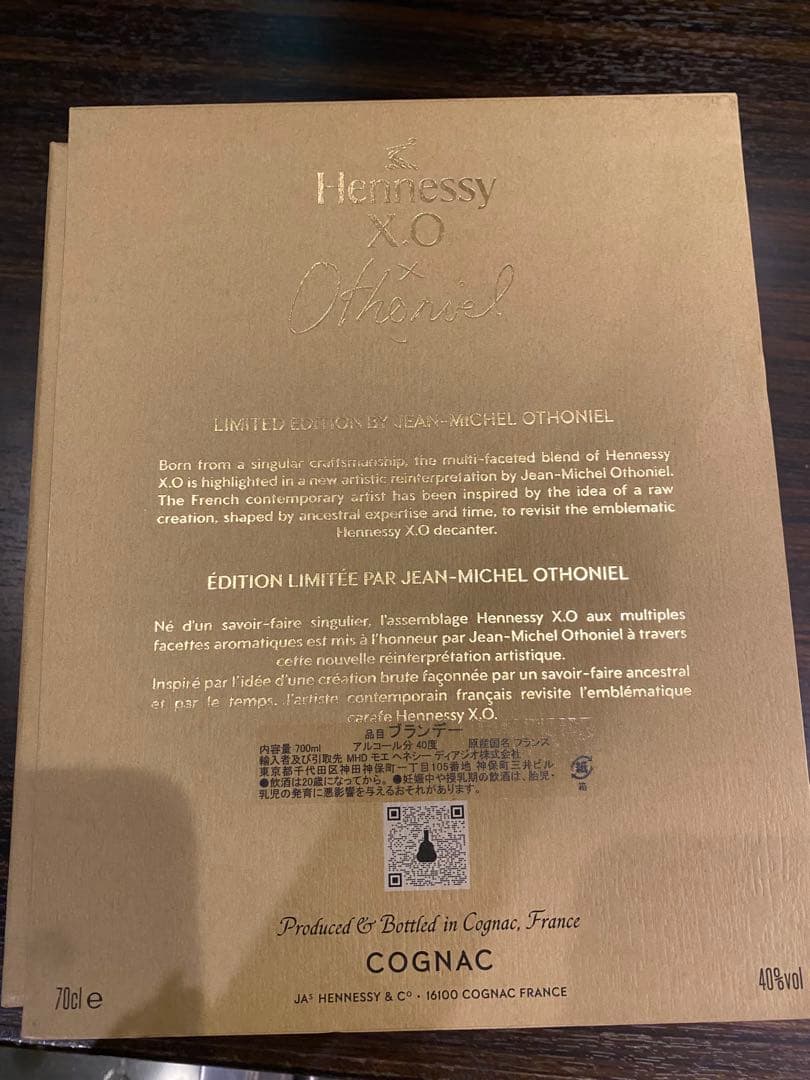 Hennessy
X.O
×
Othoniel
LIMITED EDITION BY JEAN-MICHEL OTHONIEL
Born from a singular craftsmanship, the multi-faceted blend of Hennessy
X.O is highlighted in a new artistic reinterpretation by Jean-Michel Othoniel.
The French contemporary artist has been inspired by the idea of a raw
creation, shaped by ancestral expertise and time, to revisit the emblematic
Hennessy X.O decanter.
ÉDITION LIMITÉE PAR JEAN-MICHEL OTHONIEL
Né d'un savoir-faire singulier, l'assemblage Hennessy X.O aux multiples
facettes aromatiques est mis à l'honneur par Jean-Michel Othoniel à travers
cette nouvelle réinterprétation artistique.
Inspiré par l'idée d'une création brute façonnée par un savoir-faire ancestral
et par le temps, l'artiste contemporain français revisite l'emblématique
carafe Hennessy X.O.
品目 ブランデー
内容量 700ml アルコール分 40度 原産国名 フランス
輸入者及び引取先 MHD モエ ヘネシー ディアジオ株式会社
東京都千代田区神田神保町一丁目105番地 神保町三井ビル
●飲酒は20歳になってから。●妊娠中や授乳期の飲酒は、胎児・
乳児の発育に悪影響を与えるおそれがあります。
紙
箱
Produced & Bottled in Cognac, France
COGNAC
JAS HENNESSY & Cº · 16100 COGNAC FRANCE
70cl e
40%vol